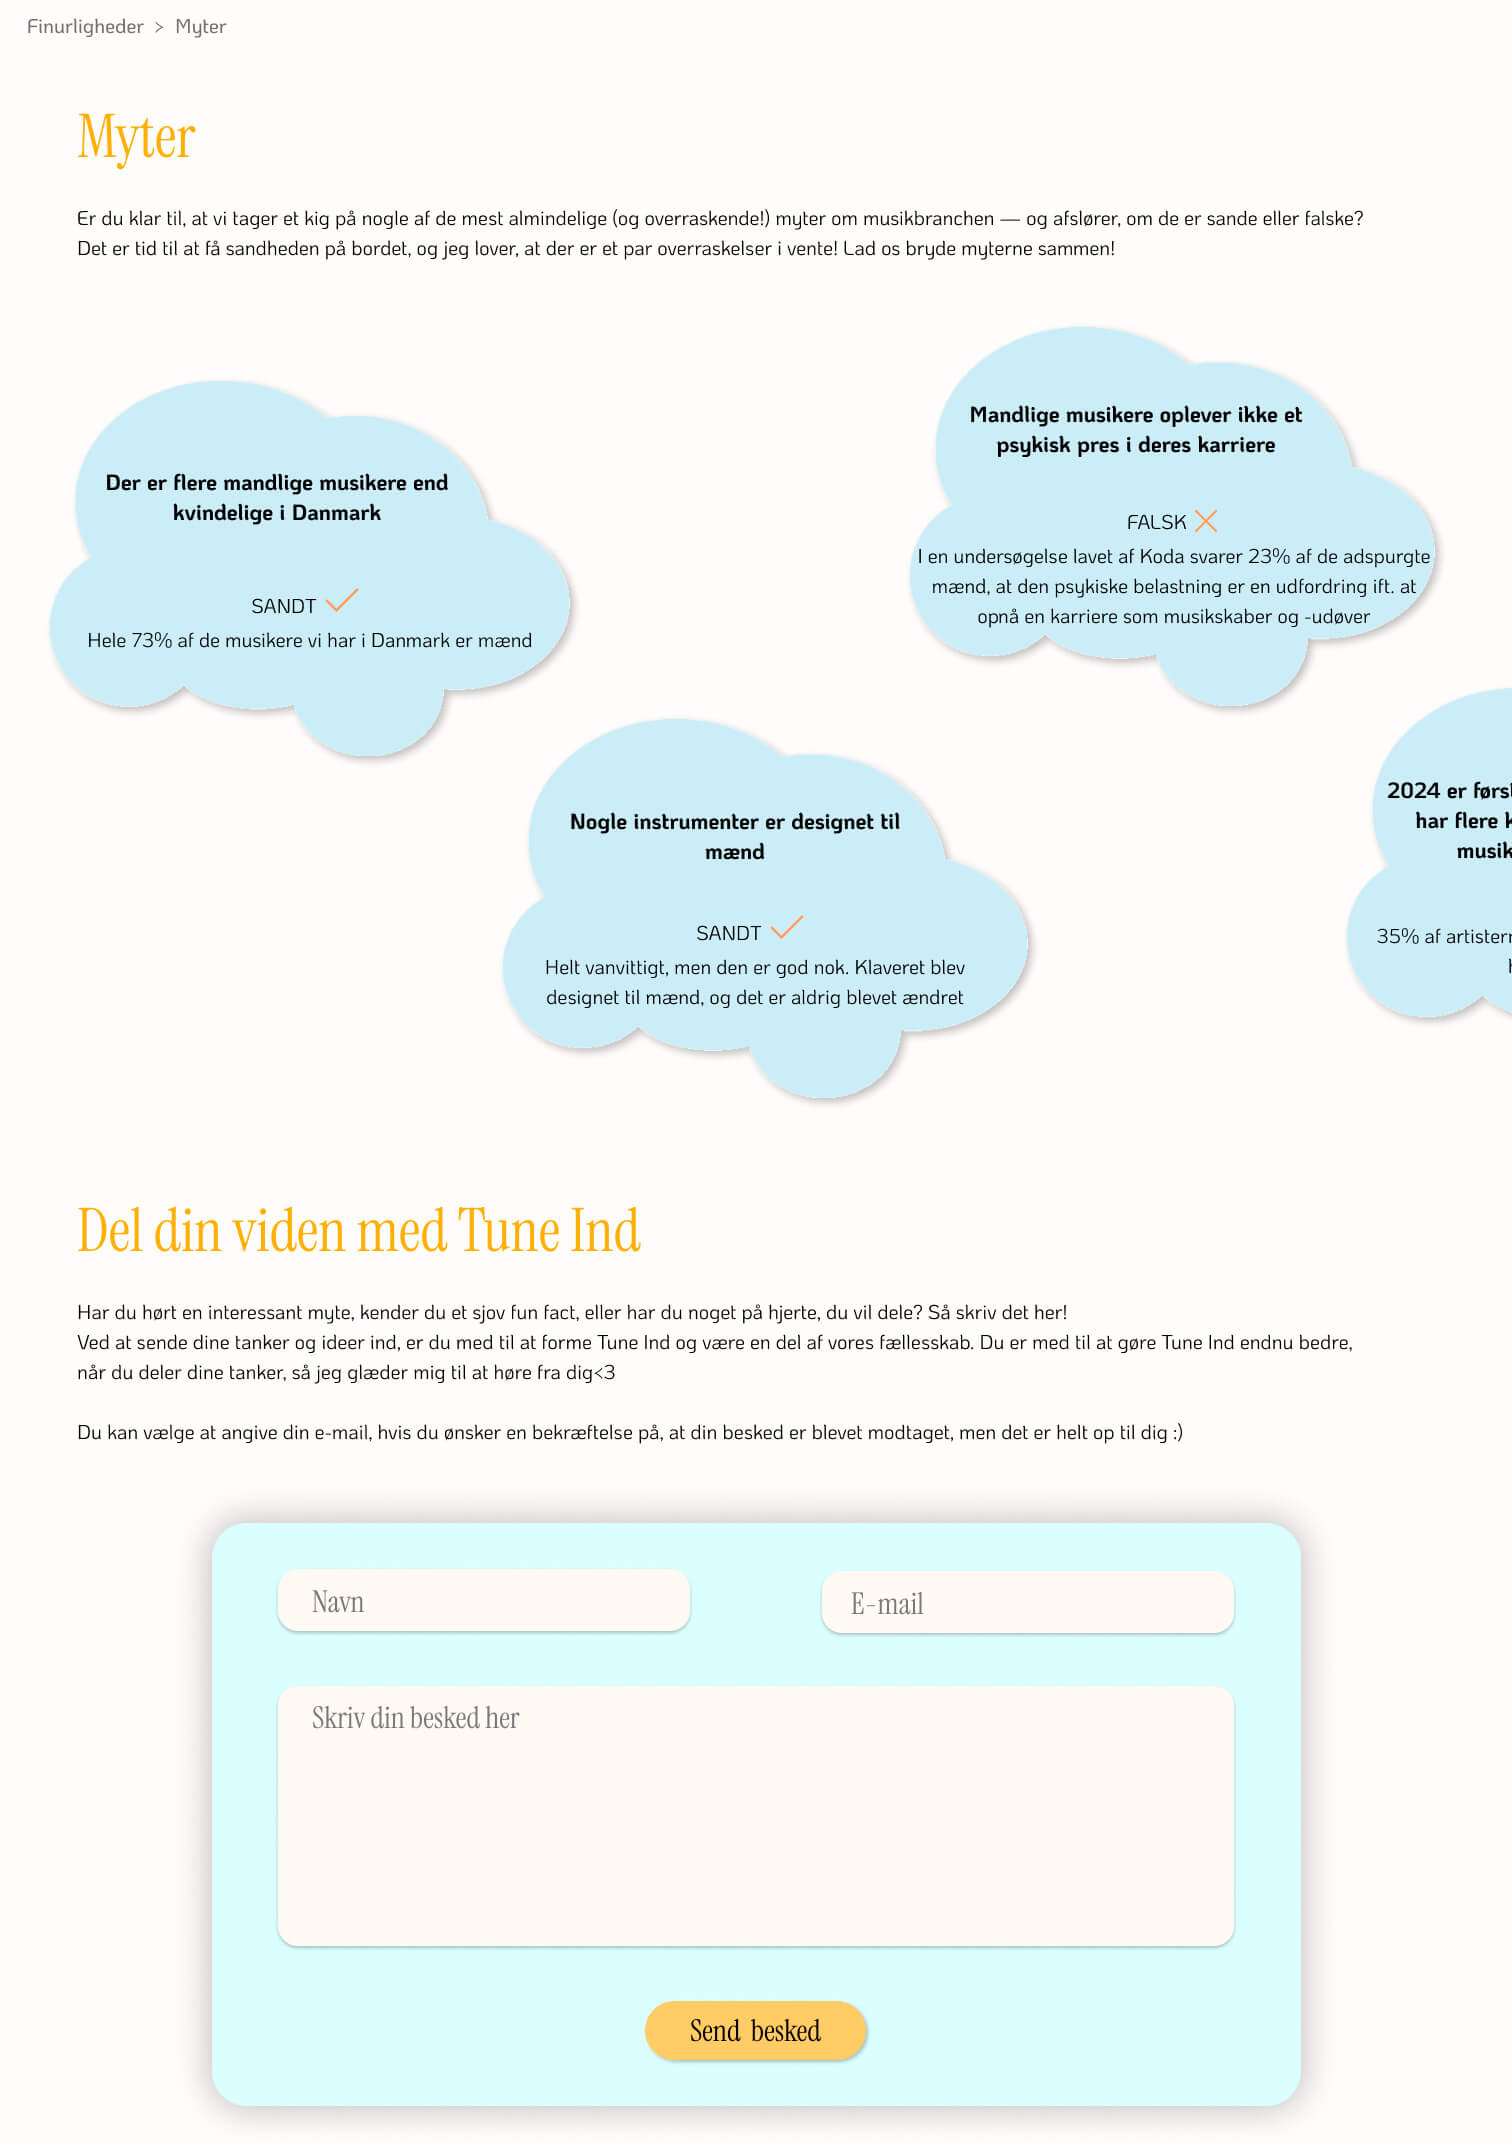 Finurligheder > Myter
Myter
Er du klar til, at vi tager et kig på nogle af de mest almindelige (og overraskende!) myter om musikbranchen — og afslører, om de er sande eller falske?
Det er tid til at få sandheden på bordet, og jeg lover, at der er et par overraskelser i vente! Lad os bryde myterne sammen!
Der er flere mandlige musikere end
kvindelige i Danmark
SANDT
Hele 73% af de musikere vi har i Danmark er mænd
Mandlige musikere oplever ikke et
psykisk pres i deres karriere
FALSK
I en undersøgelse lavet af Koda svarer 23% af de adspurgte
mænd, at den psykiske belastning er en udfordring ift. at
opnå en karriere som musikskaber og -udøver
Nogle instrumenter er designet til
mænd
SANDT
Helt vanvittigt, men den er god nok. Klaveret blev
designet til mænd, og det er aldrig blevet ændret
2024 er
har flere
35% af
Del din viden med Tune Ind
Har du hørt en interessant myte, kender du et sjov fun fact, eller har du noget på hjerte, du vil dele? Så skriv det her!
Ved at sende dine tanker og ideer ind, er du med til at forme Tune Ind og være en del af vores fællesskab. Du er med til at gøre Tune Ind endnu bedre,
når du deler dine tanker, så jeg glæder mig til at høre fra dig<3
Du kan vælge at angive din e-mail, hvis du ønsker en bekræftelse på, at din besked er blevet modtaget, men det er helt op til dig :)
Navn
E-mail
Skriv din besked her
Send besked